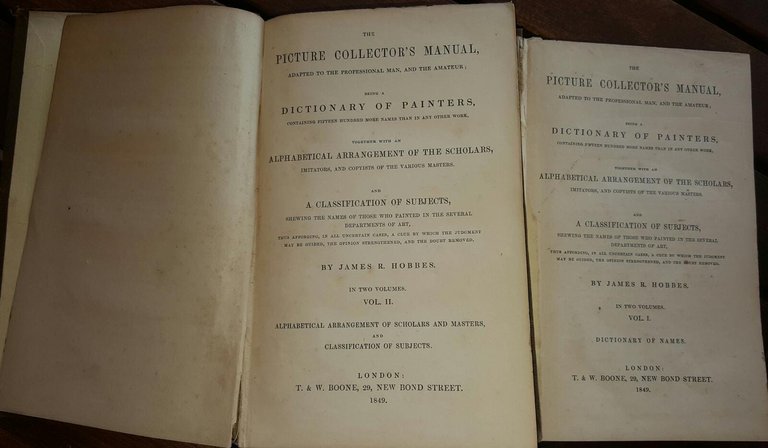 THE
PICTURE COLLECTOR'S MANUAL,
ADAPTED TO THE PROFESSIONAL MAN, AND THE AMATEUR;
BEING A
DICTIONARY OF PAINTERS,
CONTAINING FIFTEEN HUNDRED MORE NAMES THAN IN ANY OTHER WORK,
TOGETHER WITH AN
ALPHABETICAL ARRANGEMENT OF THE SCHOLARS,
IMITATORS, AND COPYISTS OF THE VARIOUS MASTERS.
AND
A CLASSIFICATION OF SUBJECTS,
SHEWING THE NAMES OF THOSE WHO PAINTED IN THE SEVERAL
DEPARTMENTS OF ART,
THUS AFFORDING, IN ALL UNCERTAIN CASES, A CLUE BY WHICH THE JUDGMENT
MAY BE GUIDED, THE OPINION STRENGTHENED, AND THE DOUBT REMOVED.
BY JAMES R. HOBBES.
IN TWO VOLUMES.
VOL. II.
ALPHABETICAL ARRANGEMENT OF SCHOLARS AND MASTERS,
AND
CLASSIFICATION OF SUBJECTS.
LONDON:
T. & W. BOONE, 29, NEW BOND STREET.
1849.
THE
PICTURE COLLECTOR'S MANUAL,
ADAPTED TO THE PROFESSIONAL MAN, AND THE AMATEUR;
BEING A
DICTIONARY OF PAINTERS,
CONTAINING FIFTEEN HUNDRED MORE NAMES THAN IN ANY OTHER WORK,
TOGETHER WITH AN
ALPHABETICAL ARRANGEMENT OF THE SCHOLARS,
IMITATORS, AND COPYISTS OF THE VARIOUS MASTERS.
AND
A CLASSIFICATION OF SUBJECTS,
SHEWING THE NAMES OF THOSE WHO PAINTED IN THE SEVERAL
DEPARTMENTS OF ART,
THUS AFFORDING, IN ALL UNCERTAIN CASES, A CLUE BY WHICH THE JUDGMENT
MAY BE GUIDED, THE OPINION STRENGTHENED, AND THE DOUBT REMOVED.
BY JAMES R. HOBBES.
IN TWO VOLUMES.
VOL. I.
DICTIONARY OF NAMES.
LONDON:
T. & W. BOONE, 29, NEW BOND STREET.
1849.